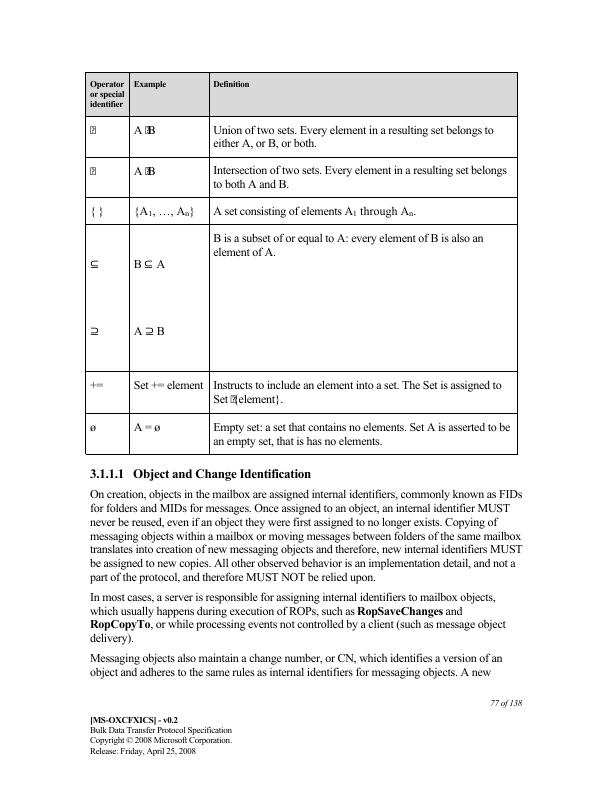 Operator or special identifier Example Definition
A B Union of two sets. Every element in a resulting set belongs to
either A, or B, or both.
A B Intersection of two sets. Every element in a resulting set belongs
to both A and B.
{ } {A₁, …, Aₙ} A set consisting of elements A₁ through Aₙ.
B is a subset of or equal to A: every element of B is also an
element of A.
⊆ B ⊆ A
⊇ A ⊇ B
+= Set += element Instructs to include an element into a set. The Set is assigned to
Set {element}.
ø A = ø Empty set: a set that contains no elements. Set A is asserted to be
an empty set, that is has no elements.
3.1.1.1 Object and Change Identification
On creation, objects in the mailbox are assigned internal identifiers, commonly known as FIDs
for folders and MIDs for messages. Once assigned to an object, an internal identifier MUST
never be reused, even if an object they were first assigned to no longer exists. Copying of
messaging objects within a mailbox or moving messages between folders of the same mailbox
translates into creation of new messaging objects and therefore, new internal identifiers MUST
be assigned to new copies. All other observed behavior is an implementation detail, and not a
part of the protocol, and therefore MUST NOT be relied upon.
In most cases, a server is responsible for assigning internal identifiers to mailbox objects,
which usually happens during execution of ROPs, such as RopSaveChanges and
RopCopyTo, or while processing events not controlled by a client (such as message object
delivery).
Messaging objects also maintain a change number, or CN, which identifies a version of an
object and adheres to the same rules as internal identifiers for messaging objects. A new
77 of 138
[MS-OXCFXICS] - v0.2
Bulk Data Transfer Protocol Specification
Copyright © 2008 Microsoft Corporation.
Release: Friday, April 25, 2008